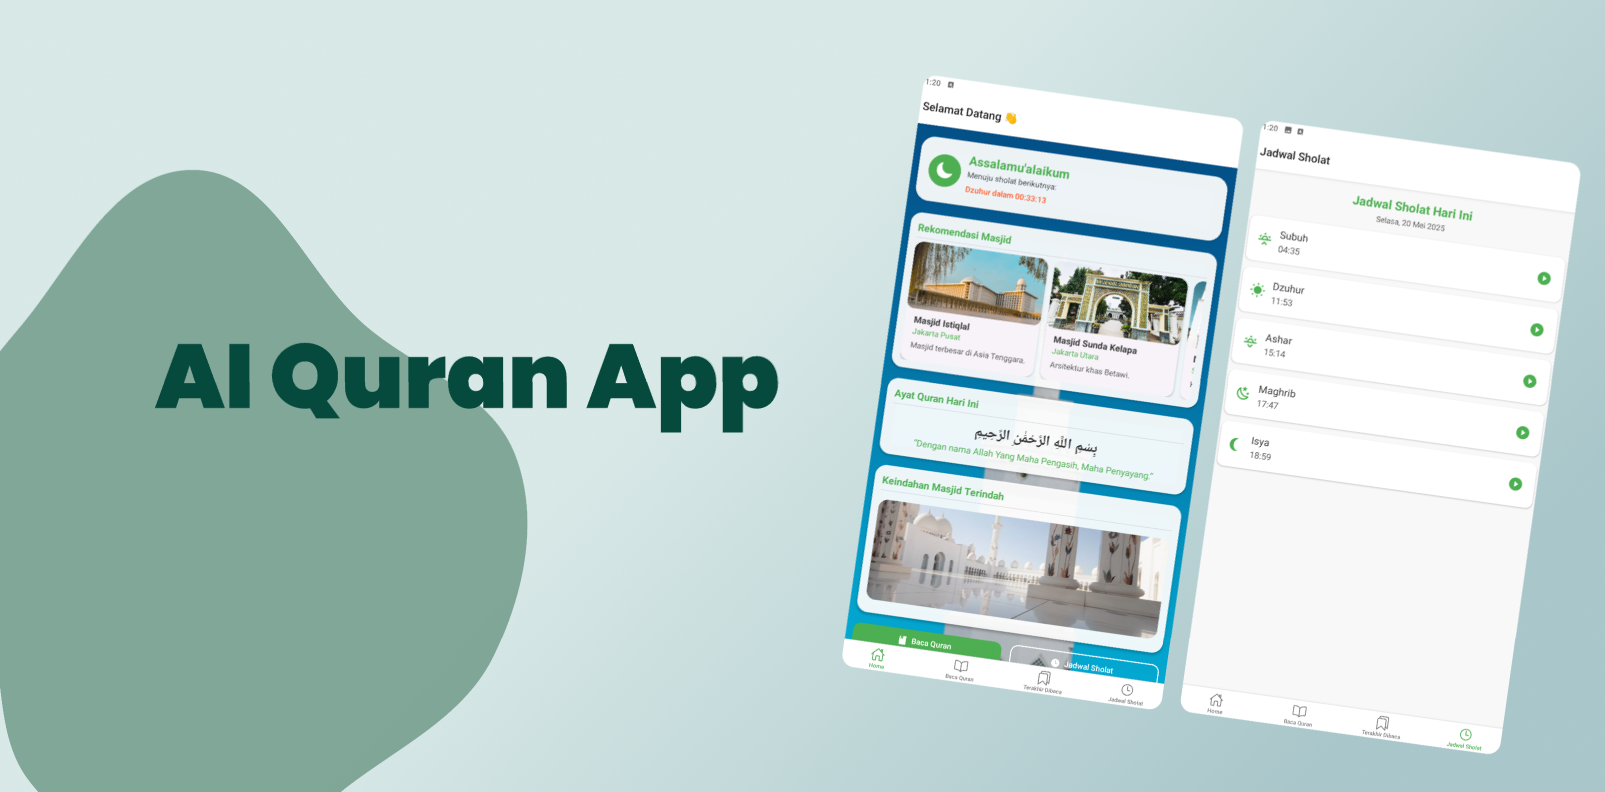 Al Quran App
1:20
Selamat Datang 👋
Assalamu'alaikum
Menuju sholat berikutnya:
Dzuhur dalam 00:33:13
Rekomendasi Masjid
Masjid Istiqlal
Jakarta Pusat
Masjid terbesar di Asia Tenggara.
Masjid Sunda Kelapa
Jakarta Utara
Arsitektur khas Betawi.
Ayat Quran Hari Ini
بِسْمِ اللَّهِ الرَّحْمَٰنِ الرَّحِيمِ
"Dengan nama Allah Yang Maha Pengasih, Maha Penyayang."
Keindahan Masjid Terindah
Baca Quran
Jadwal Sholat
Home
Baca Quran
Terakhir Dibaca
Jadwal Sholat
1:20
Jadwal Sholat
Jadwal Sholat Hari Ini
Selasa, 20 Mei 2025
Subuh
04:35
Dzuhur
11:53
Ashar
15:14
Maghrib
17:47
Isya
18:59
Home
Baca Quran
Terakhir Dibaca
Jadwal Sholat